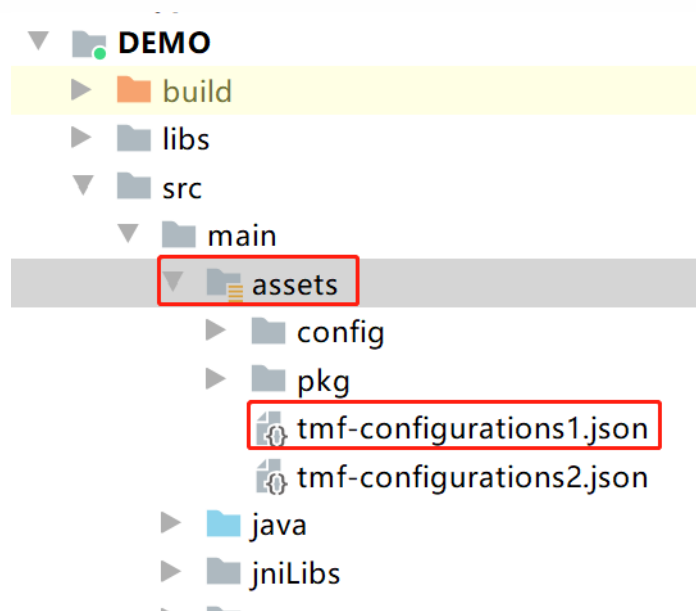 DEMO
build
libs
src
main
assets
config
pkg
tmf-configurations1.json
tmf-configurations2.json
java
jniLibs